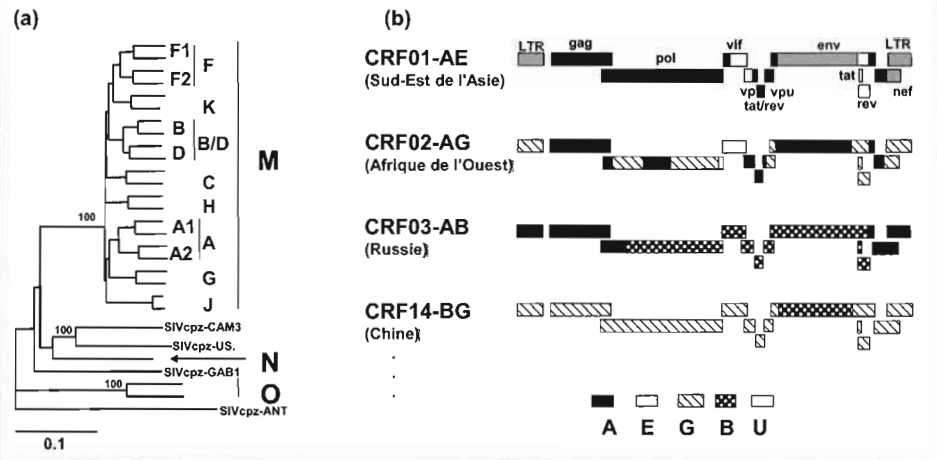 (a)
F1
F
F2
K
B
B/D
D
M
C
H
100
A1
A
A2
G
J
SIVcpz-CAM3
100
SIVcpz-US.
N
SIVcpz-GAB1
100
O
SIVcpz-ANT
0.1
(b)
CRF01-AE
(Sud-Est de l'Asie)
LTR gag pol vif env LTR
vp vpu tat nef
tat/rev rev
CRF02-AG
(Afrique de l'Ouest)
CRF03-AB
(Russie)
CRF14-BG
(Chine)
.
.
.
A E G B U